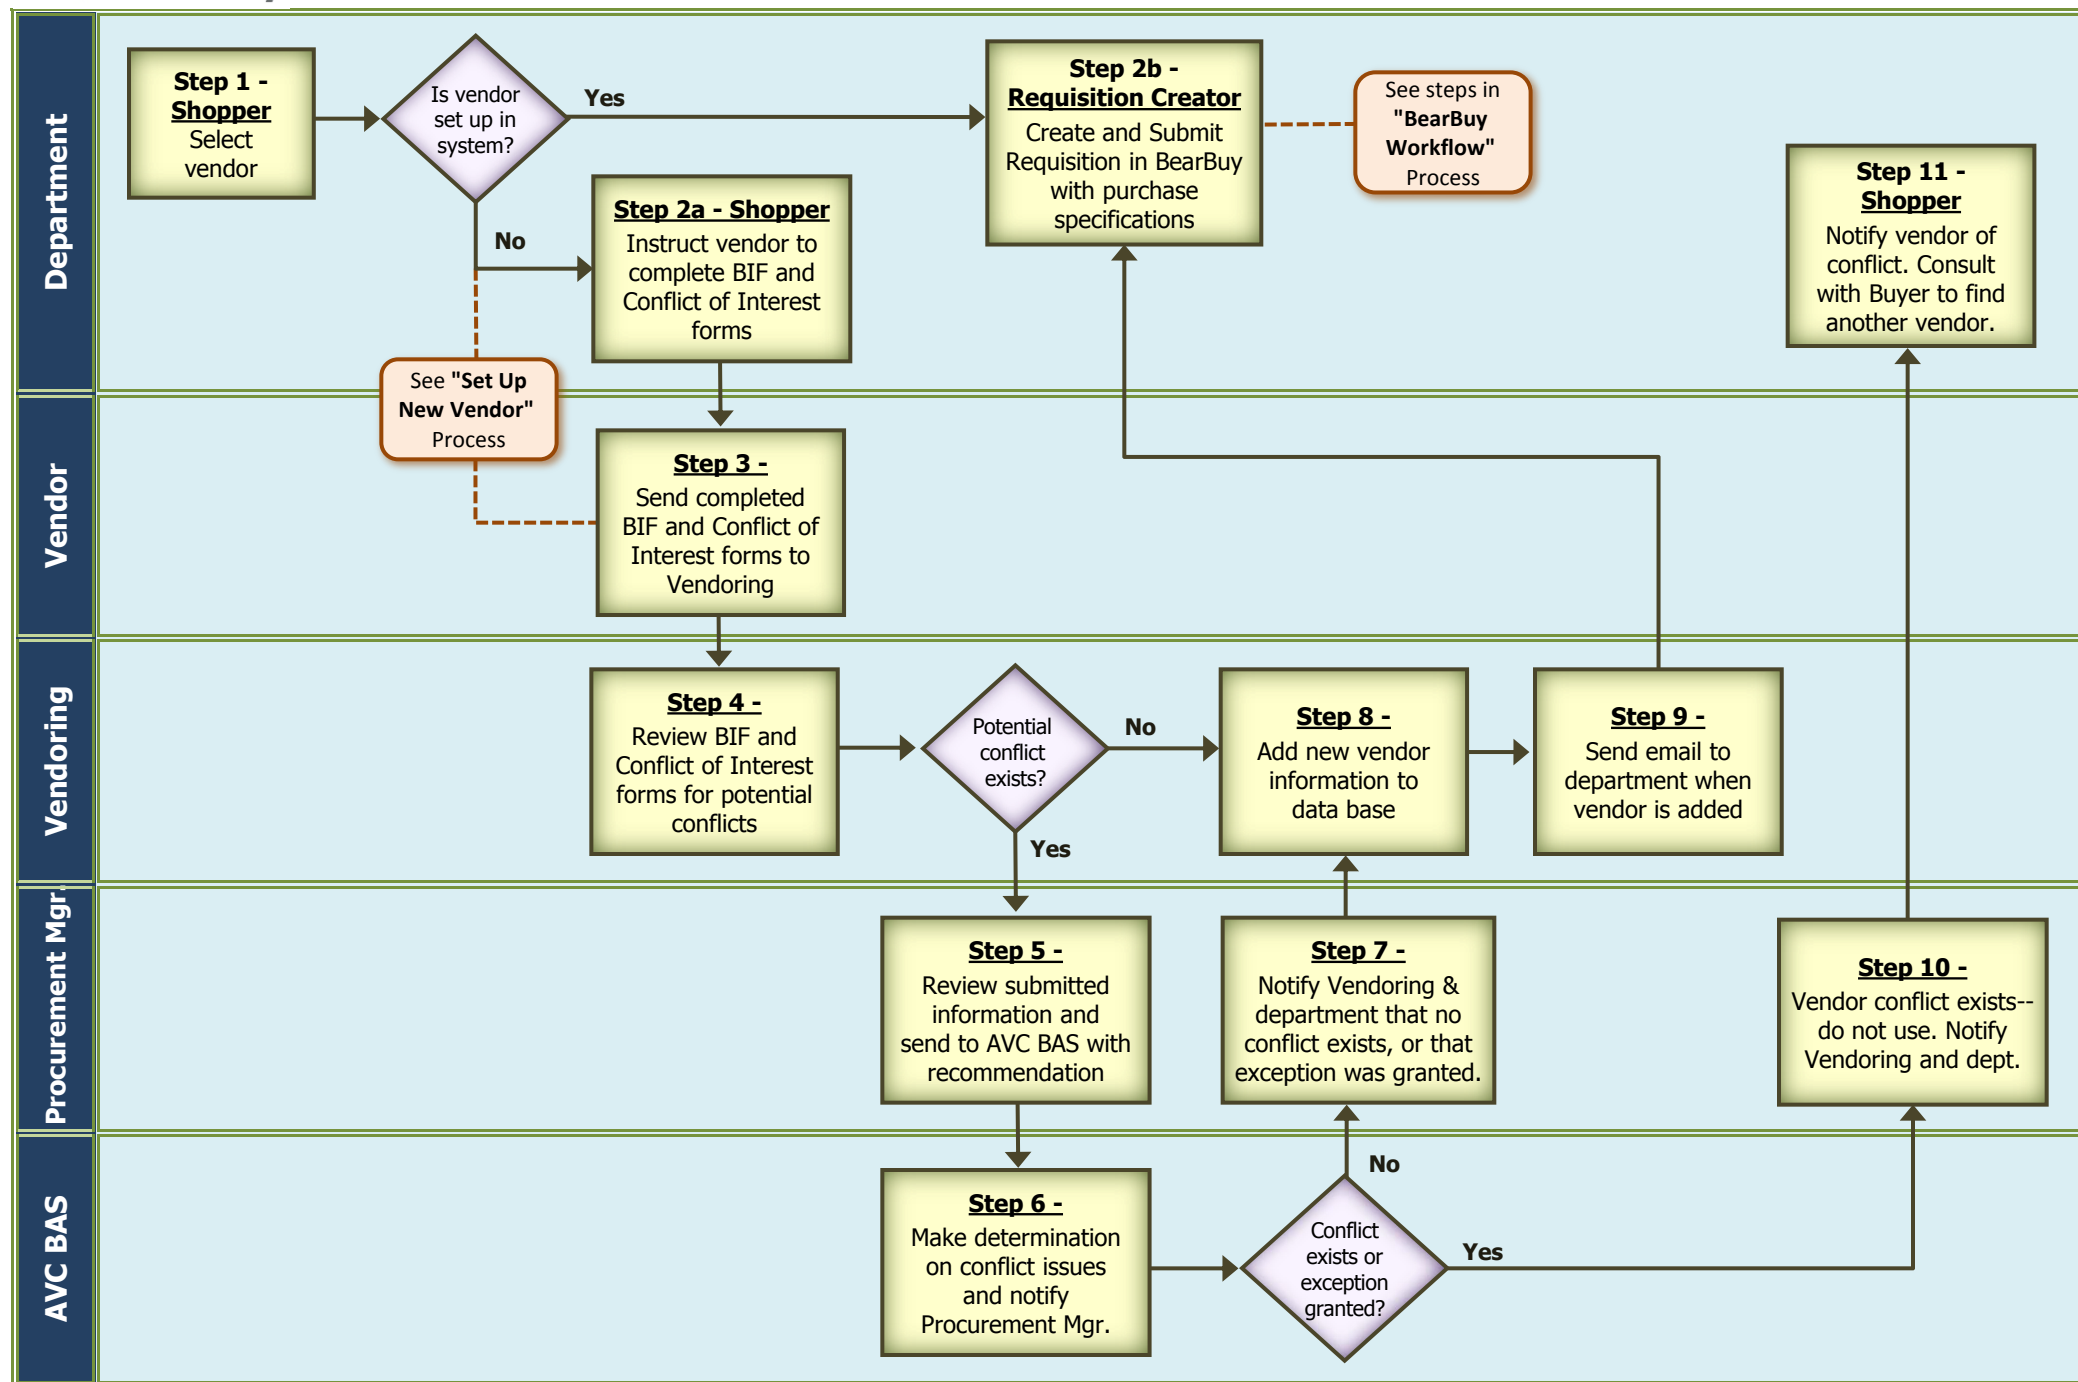 Department
Step 1 -
Shopper
Select
vendor
Is vendor
set up in
system?
Yes
No
Step 2a - Shopper
Instruct vendor to
complete BIF and
Conflict of Interest
forms
Step 2b -
Requisition Creator
Create and Submit
Requisition in BearBuy
with purchase
specifications
See steps in
"BearBuy
Workflow"
Process
Step 11 -
Shopper
Notify vendor of
conflict. Consult
with Buyer to find
another vendor.
See "Set Up
New Vendor"
Process
Vendor
Step 3 -
Send completed
BIF and Conflict of
Interest forms to
Vendoring
Vendoring
Step 4 -
Review BIF and
Conflict of Interest
forms for potential
conflicts
Potential
conflict
exists?
No
Yes
Step 8 -
Add new vendor
information to
data base
Step 9 -
Send email to
department when
vendor is added
Procurement Mgr.
Step 5 -
Review submitted
information and
send to AVC BAS with
recommendation
Step 7 -
Notify Vendoring &
department that no
conflict exists, or that
exception was granted.
Step 10 -
Vendor conflict exists--
do not use. Notify
Vendoring and dept.
AVC BAS
Step 6 -
Make determination
on conflict issues
and notify
Procurement Mgr.
Conflict
exists or
exception
granted?
No
Yes